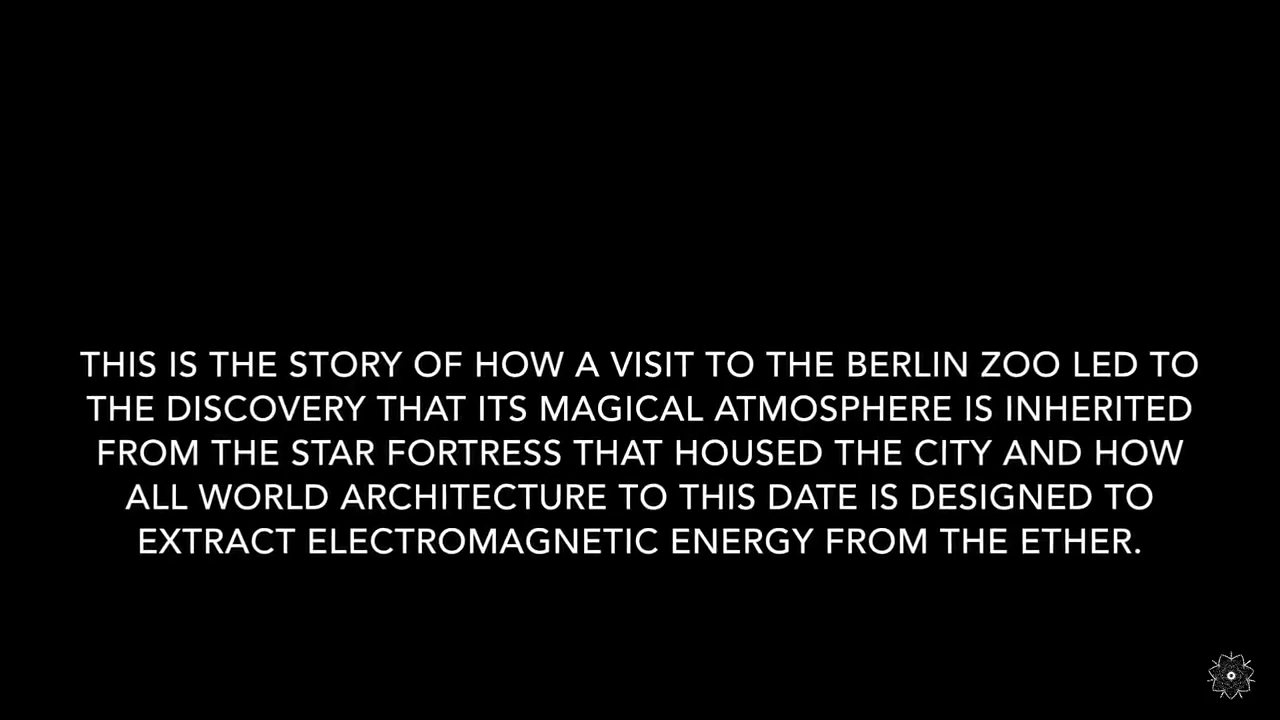 THIS IS THE STORY OF HOW A VISIT TO THE BERLIN ZOO LED TO
THE DISCOVERY THAT ITS MAGICAL ATMOSPHERE IS INHERITED
FROM THE STAR FORTRESS THAT HOUSED THE CITY AND HOW
ALL WORLD ARCHITECTURE TO THIS DATE IS DESIGNED TO
EXTRACT ELECTROMAGNETIC ENERGY FROM THE ETHER.